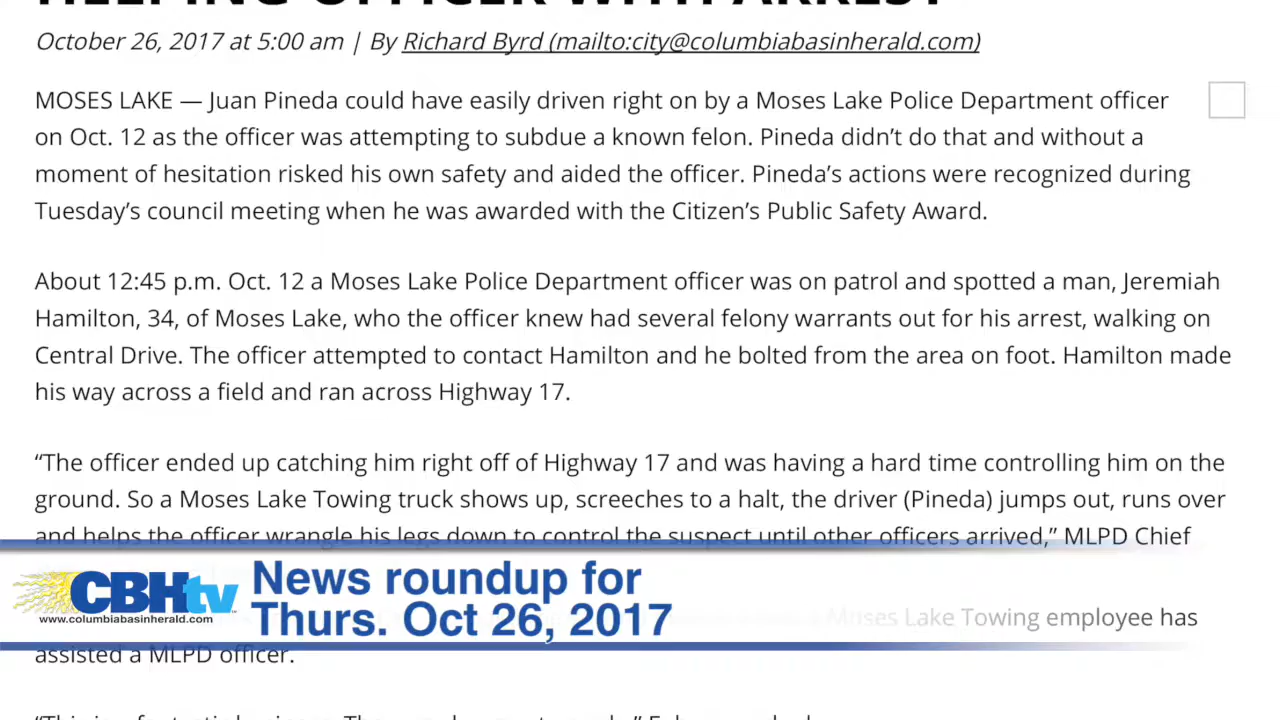 HELPING OFFICER WITH ARREST
October 26, 2017 at 5:00 am | By Richard Byrd (mailto:city@columbiabasinherald.com)
MOSES LAKE — Juan Pineda could have easily driven right on by a Moses Lake Police Department officer
on Oct. 12 as the officer was attempting to subdue a known felon. Pineda didn’t do that and without a
moment of hesitation risked his own safety and aided the officer. Pineda’s actions were recognized during
Tuesday’s council meeting when he was awarded with the Citizen’s Public Safety Award.
About 12:45 p.m. Oct. 12 a Moses Lake Police Department officer was on patrol and spotted a man, Jeremiah
Hamilton, 34, of Moses Lake, who the officer knew had several felony warrants out for his arrest, walking on
Central Drive. The officer attempted to contact Hamilton and he bolted from the area on foot. Hamilton made
his way across a field and ran across Highway 17.
“The officer ended up catching him right off of Highway 17 and was having a hard time controlling him on the
ground. So a Moses Lake Towing truck shows up, screeches to a halt, the driver (Pineda) jumps out, runs over
and helps the officer wrangle his legs down to control the suspect until other officers arrived,” MLPD Chief
CBHtv
www.columbiabasinherald.com
News roundup for
Thurs. Oct 26, 2017
a Moses Lake Towing employee has
assisted a MLPD officer.